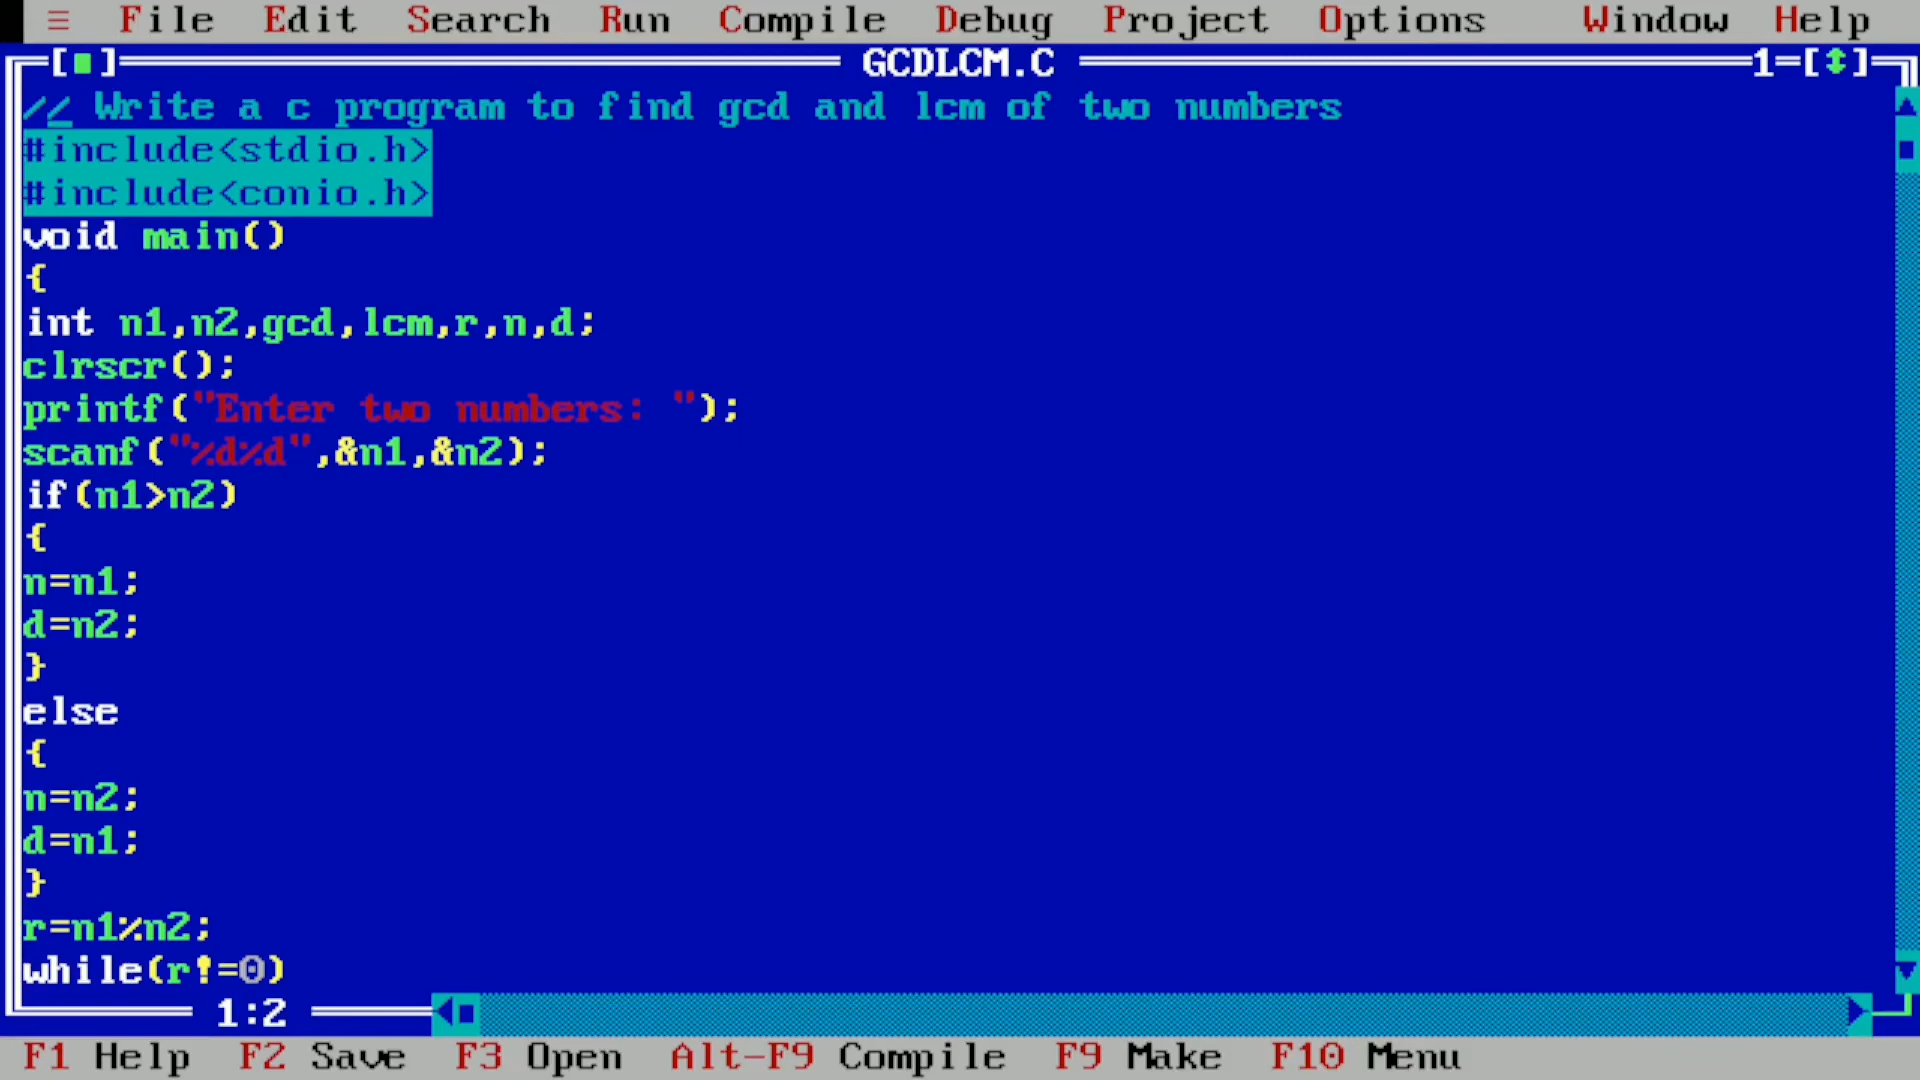 ≡ File Edit Search Run Compile Debug Project Options Window Help
[■] GCDLCM.C 1=[↕]
// Write a c program to find gcd and lcm of two numbers
#include<stdio.h>
#include<conio.h>
void main()
{
int n1,n2,gcd,lcm,r,n,d;
clrscr();
printf("Enter two numbers: ");
scanf("%d%d",&n1,&n2);
if(n1>n2)
{
n=n1;
d=n2;
}
else
{
n=n2;
d=n1;
}
r=n1%n2;
while(r!=0)
1:2
F1 Help F2 Save F3 Open Alt-F9 Compile F9 Make F10 Menu